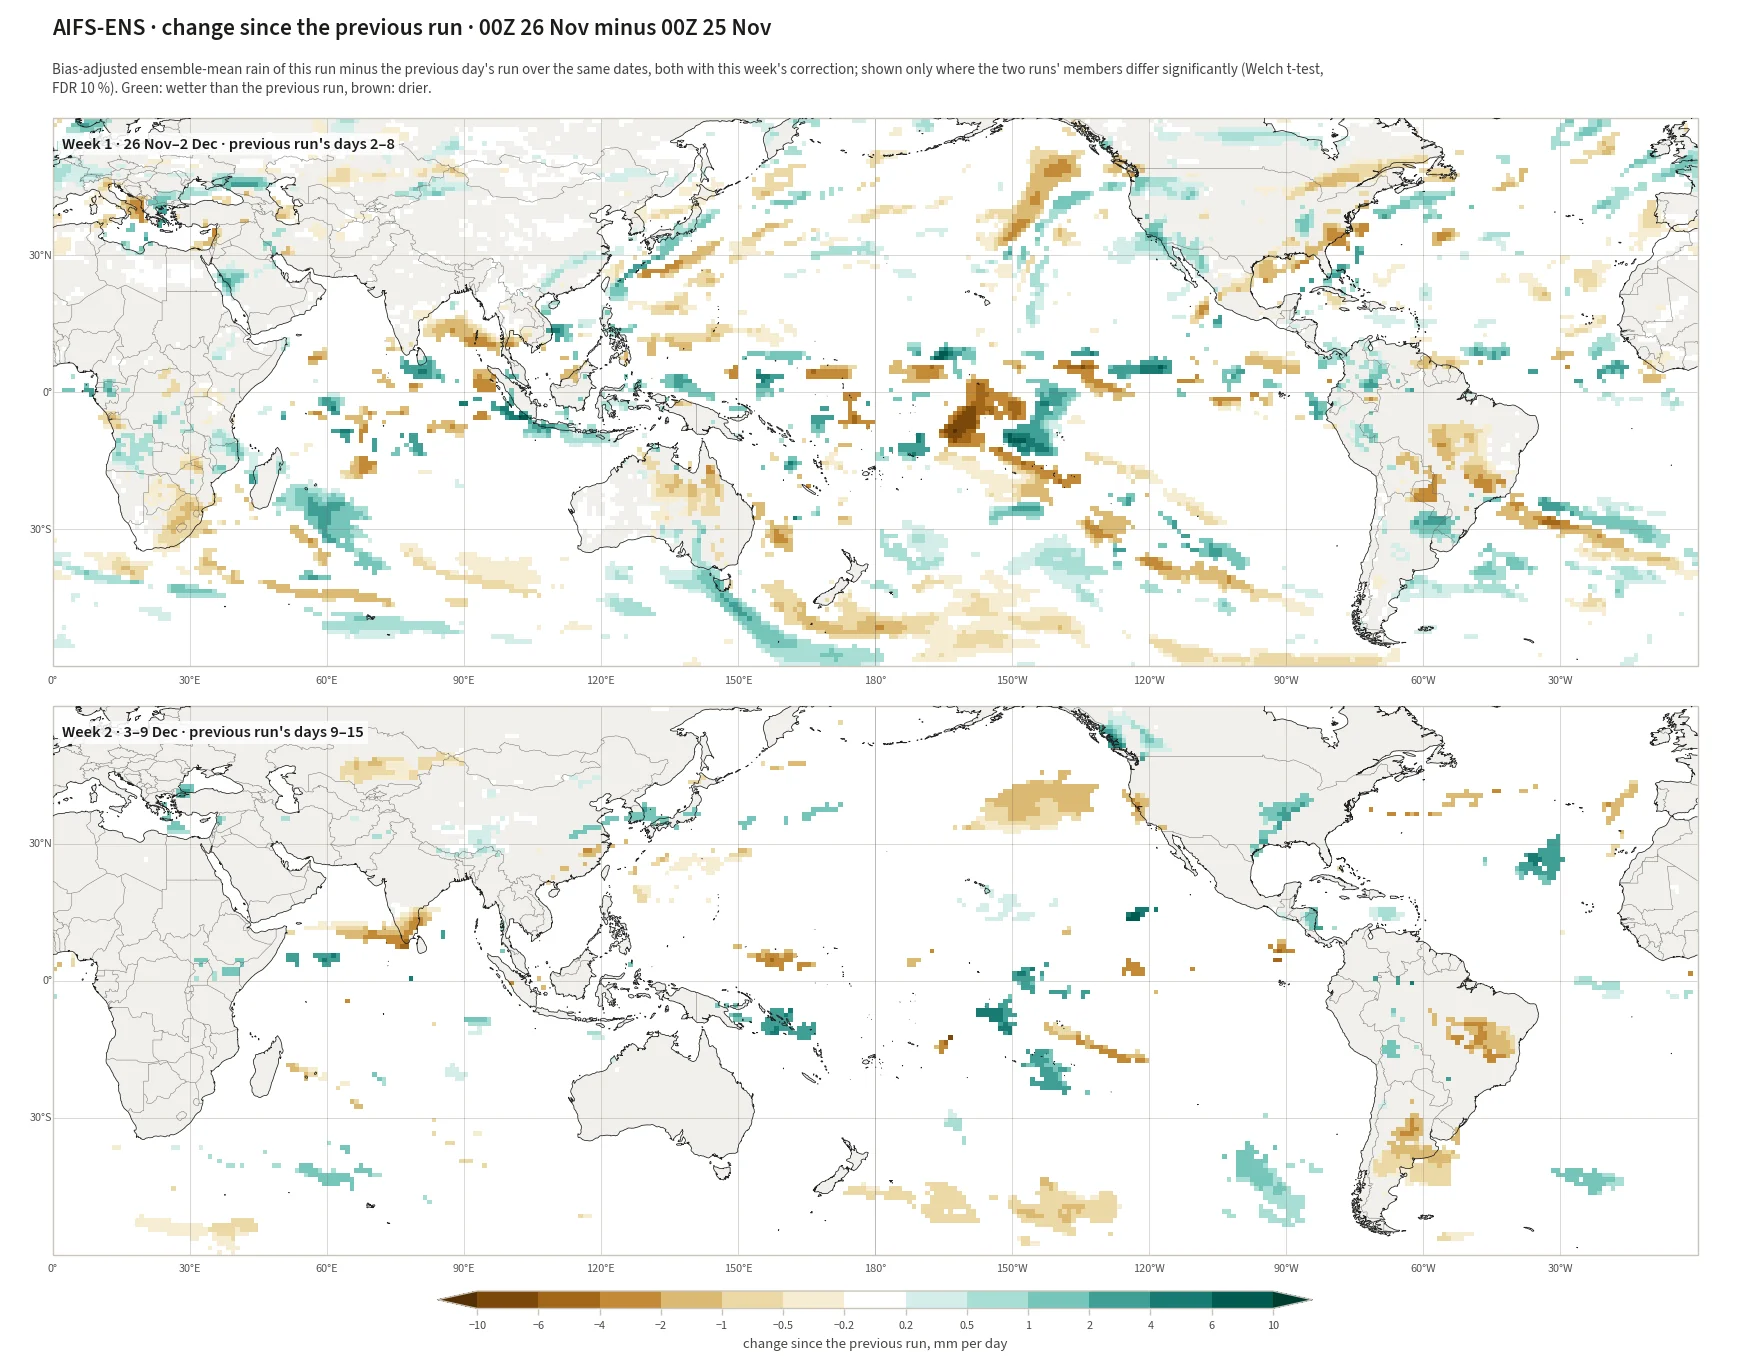 AIFS-ENS · change since the previous run · 00Z 26 Nov minus 00Z 25 Nov
Bias-adjusted ensemble-mean rain of this run minus the previous day's run over the same dates, both with this week's correction; shown only where the two runs' members differ significantly (Welch t-test,
FDR 10 %). Green: wetter than the previous run, brown: drier.
Week 1 · 26 Nov–2 Dec · previous run's days 2–8
30°N
0°
30°S
0° 30°E 60°E 90°E 120°E 150°E 180° 150°W 120°W 90°W 60°W 30°W
Week 2 · 3–9 Dec · previous run's days 9–15
30°N
0°
30°S
0° 30°E 60°E 90°E 120°E 150°E 180° 150°W 120°W 90°W 60°W 30°W
−10 −6 −4 −2 −1 −0.5 −0.2 0.2 0.5 1 2 4 6 10
change since the previous run, mm per day